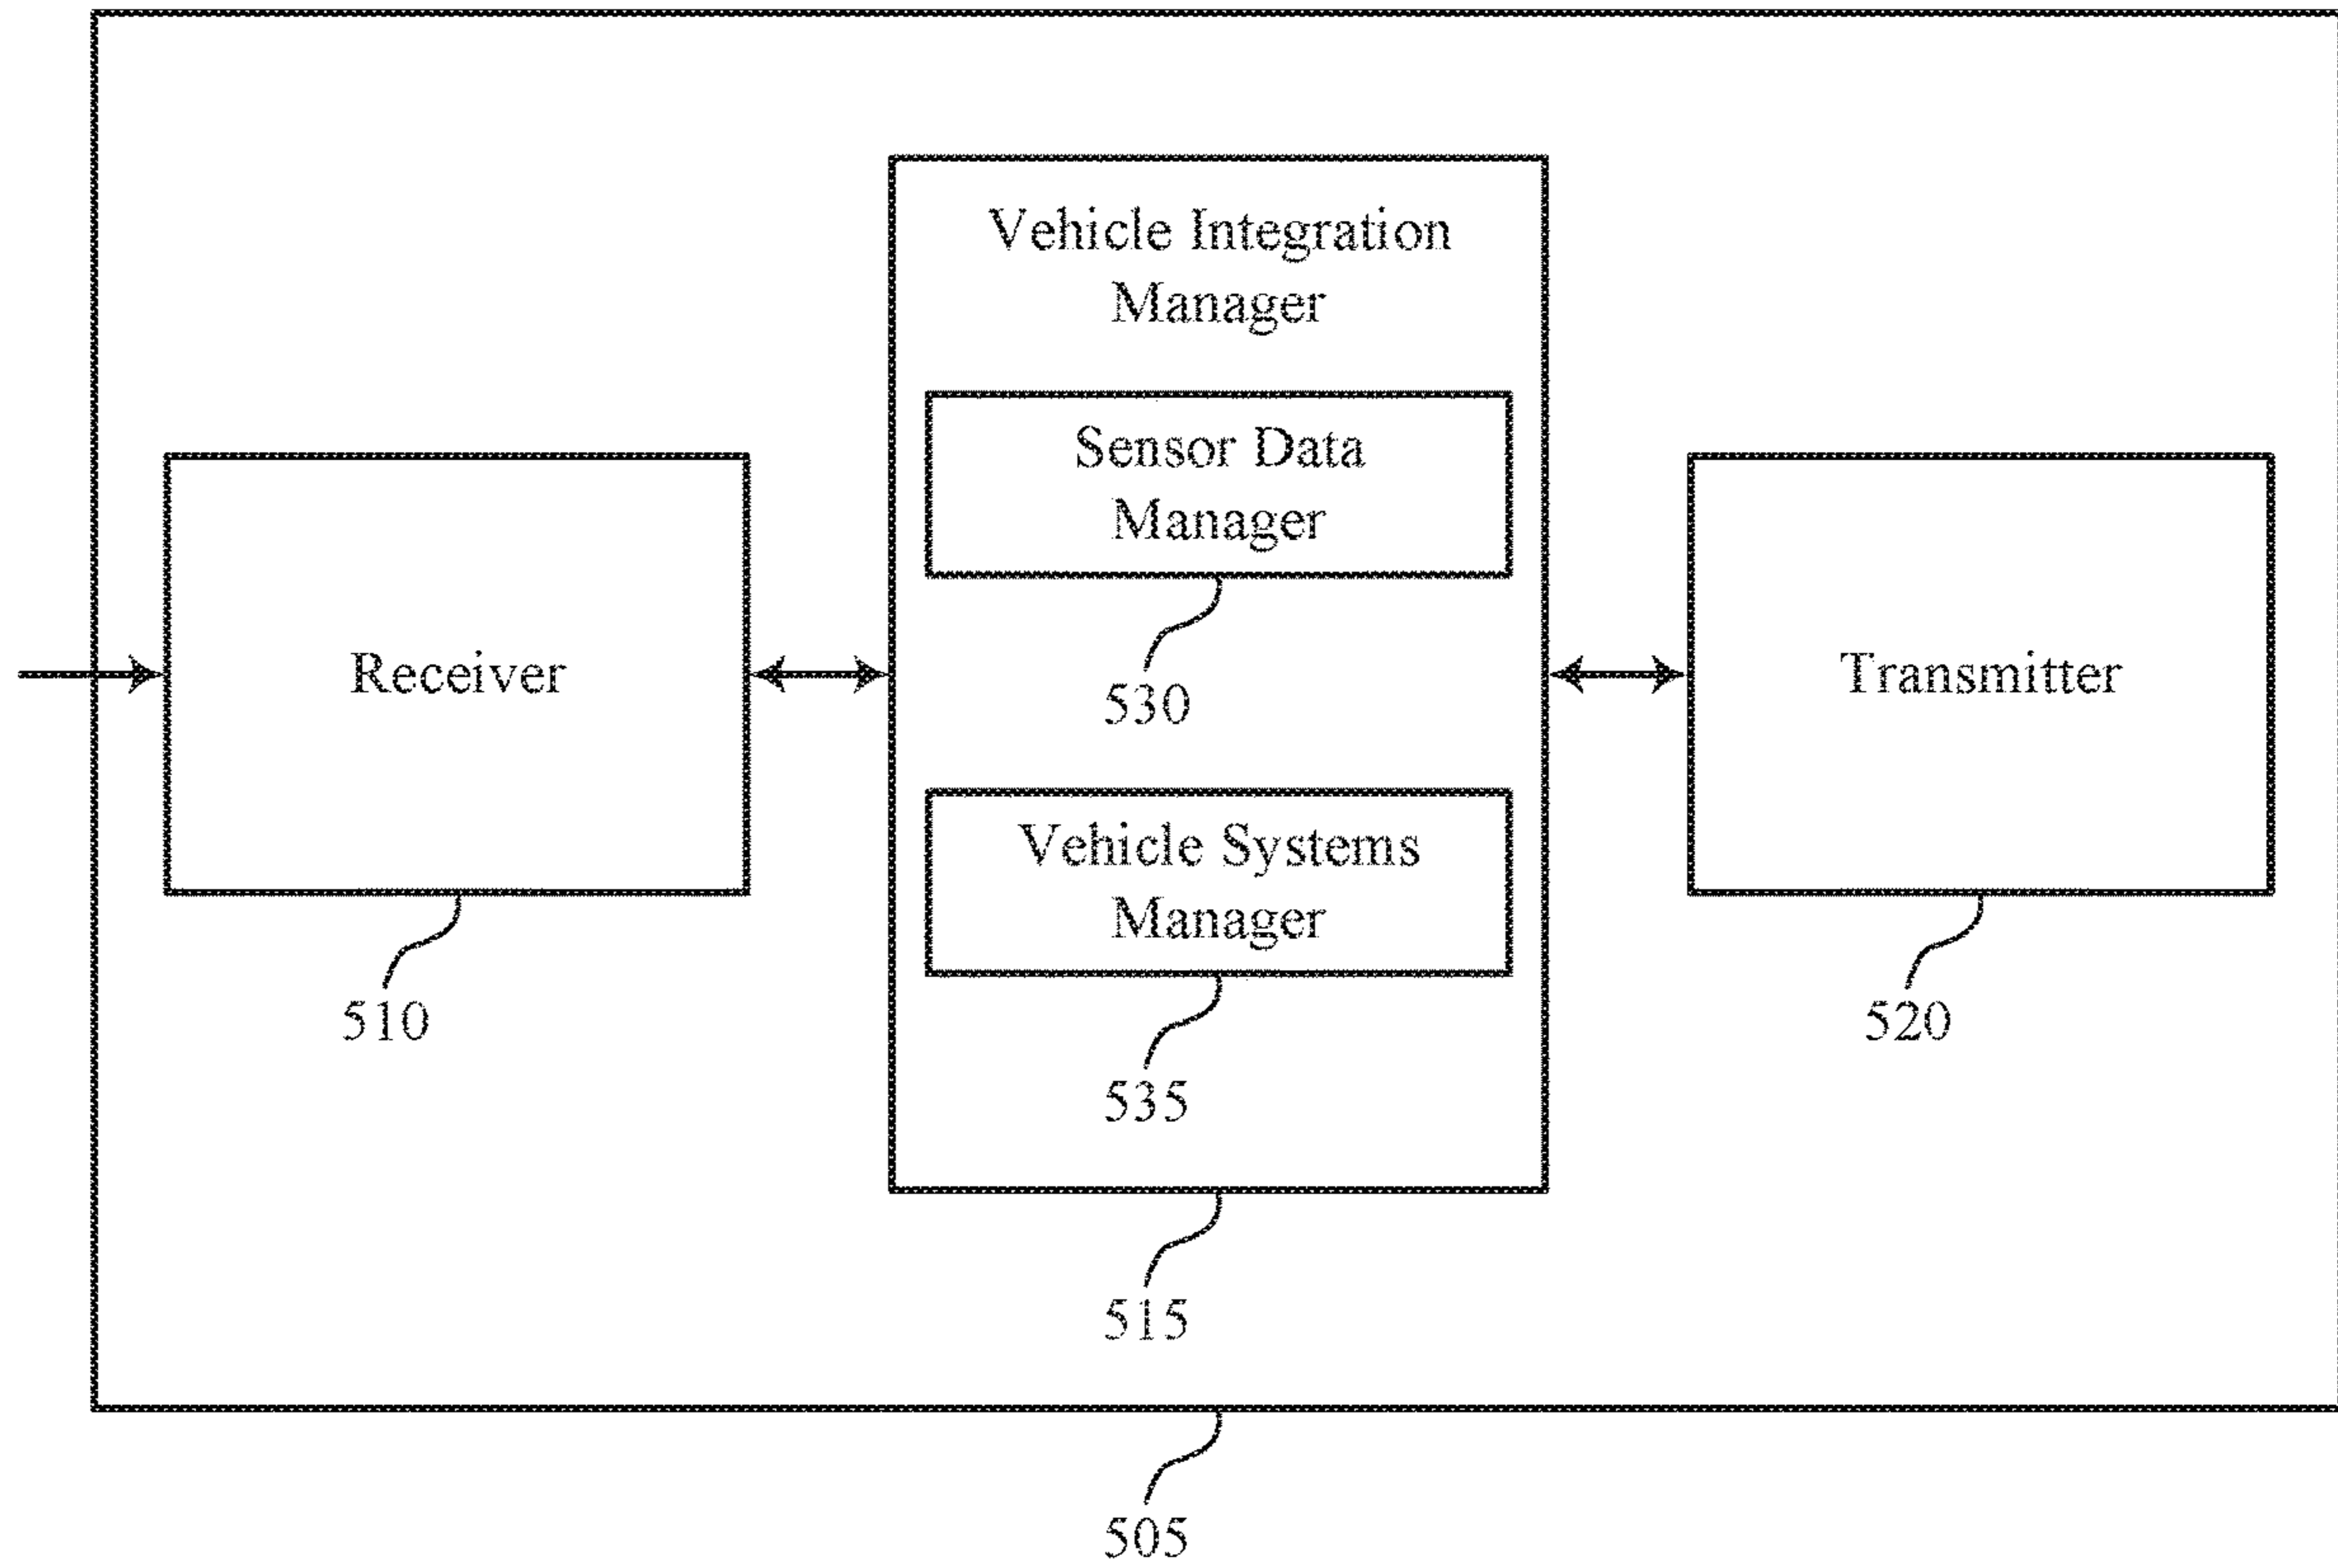 Vehicle Integration
Manager
Sensor Data
Manager
530
Vehicle Systems
Manager
535
515
Receiver
510
Transmitter
520
505